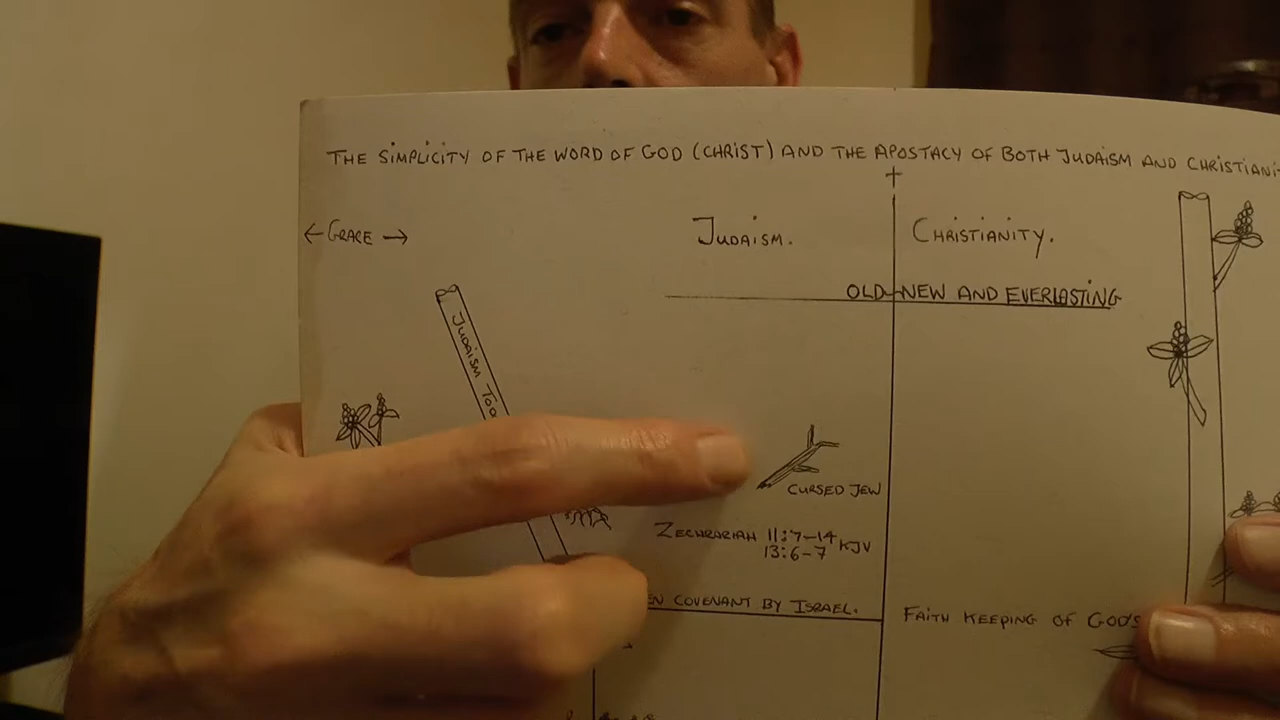 THE SIMPLICITY OF THE WORD OF GOD (CHRIST) AND THE APOSTACY OF BOTH JUDAISM AND
← GRACE →
JUDAISM.
CHRISTIANITY.
OLD NEW AND EVERLASTING
JUDAISM
CURSED JEW
ZECHRARIAH 11:7-14
13:6-7 KJV
COVENANT BY ISRAEL.
FAITH KEEPING OF GOD'S